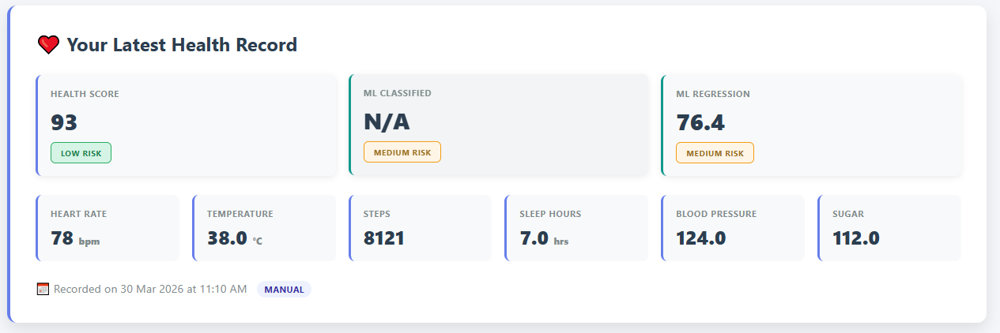 Your Latest Health Record
HEALTH SCORE
93
LOW RISK
ML CLASSIFIED
N/A
MEDIUM RISK
ML REGRESSION
76.4
MEDIUM RISK
HEART RATE
78 bpm
TEMPERATURE
38.0 °C
STEPS
8121
SLEEP HOURS
7.0 hrs
BLOOD PRESSURE
124.0
SUGAR
112.0
Recorded on 30 Mar 2026 at 11:10 AM MANUAL